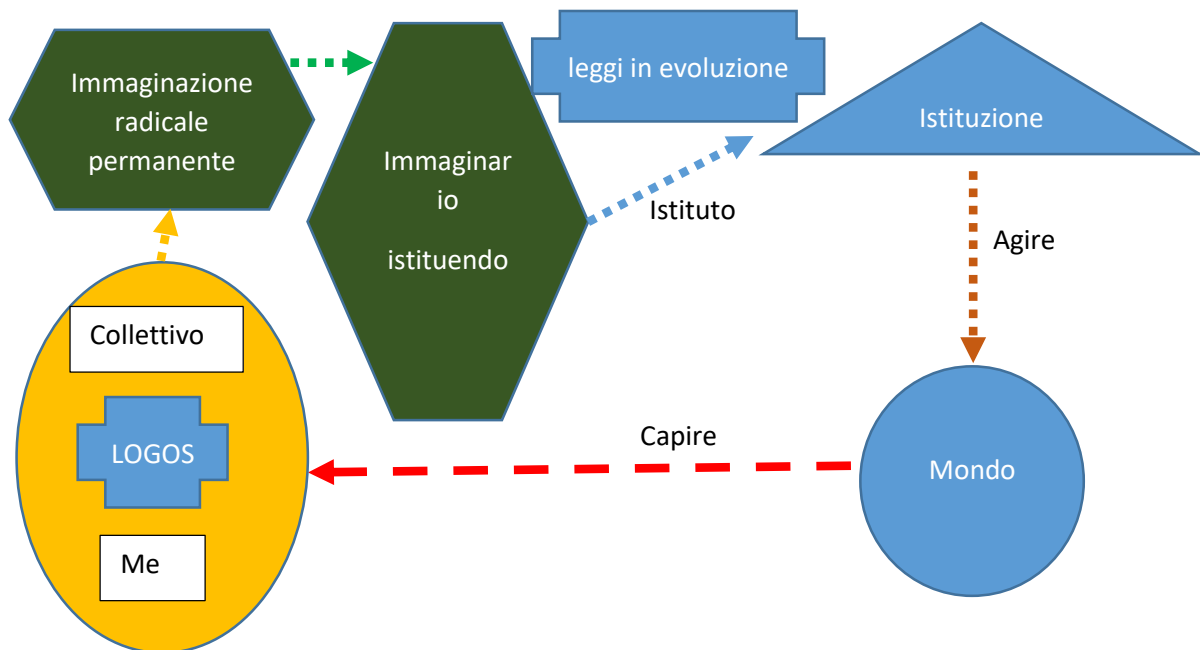 Immaginazione
radicale
permanente
Immaginar
io
istituendo
leggi in evoluzione
Istituzione
Istituto
Agire
Collettivo
LOGOS
Me
Capire
Mondo